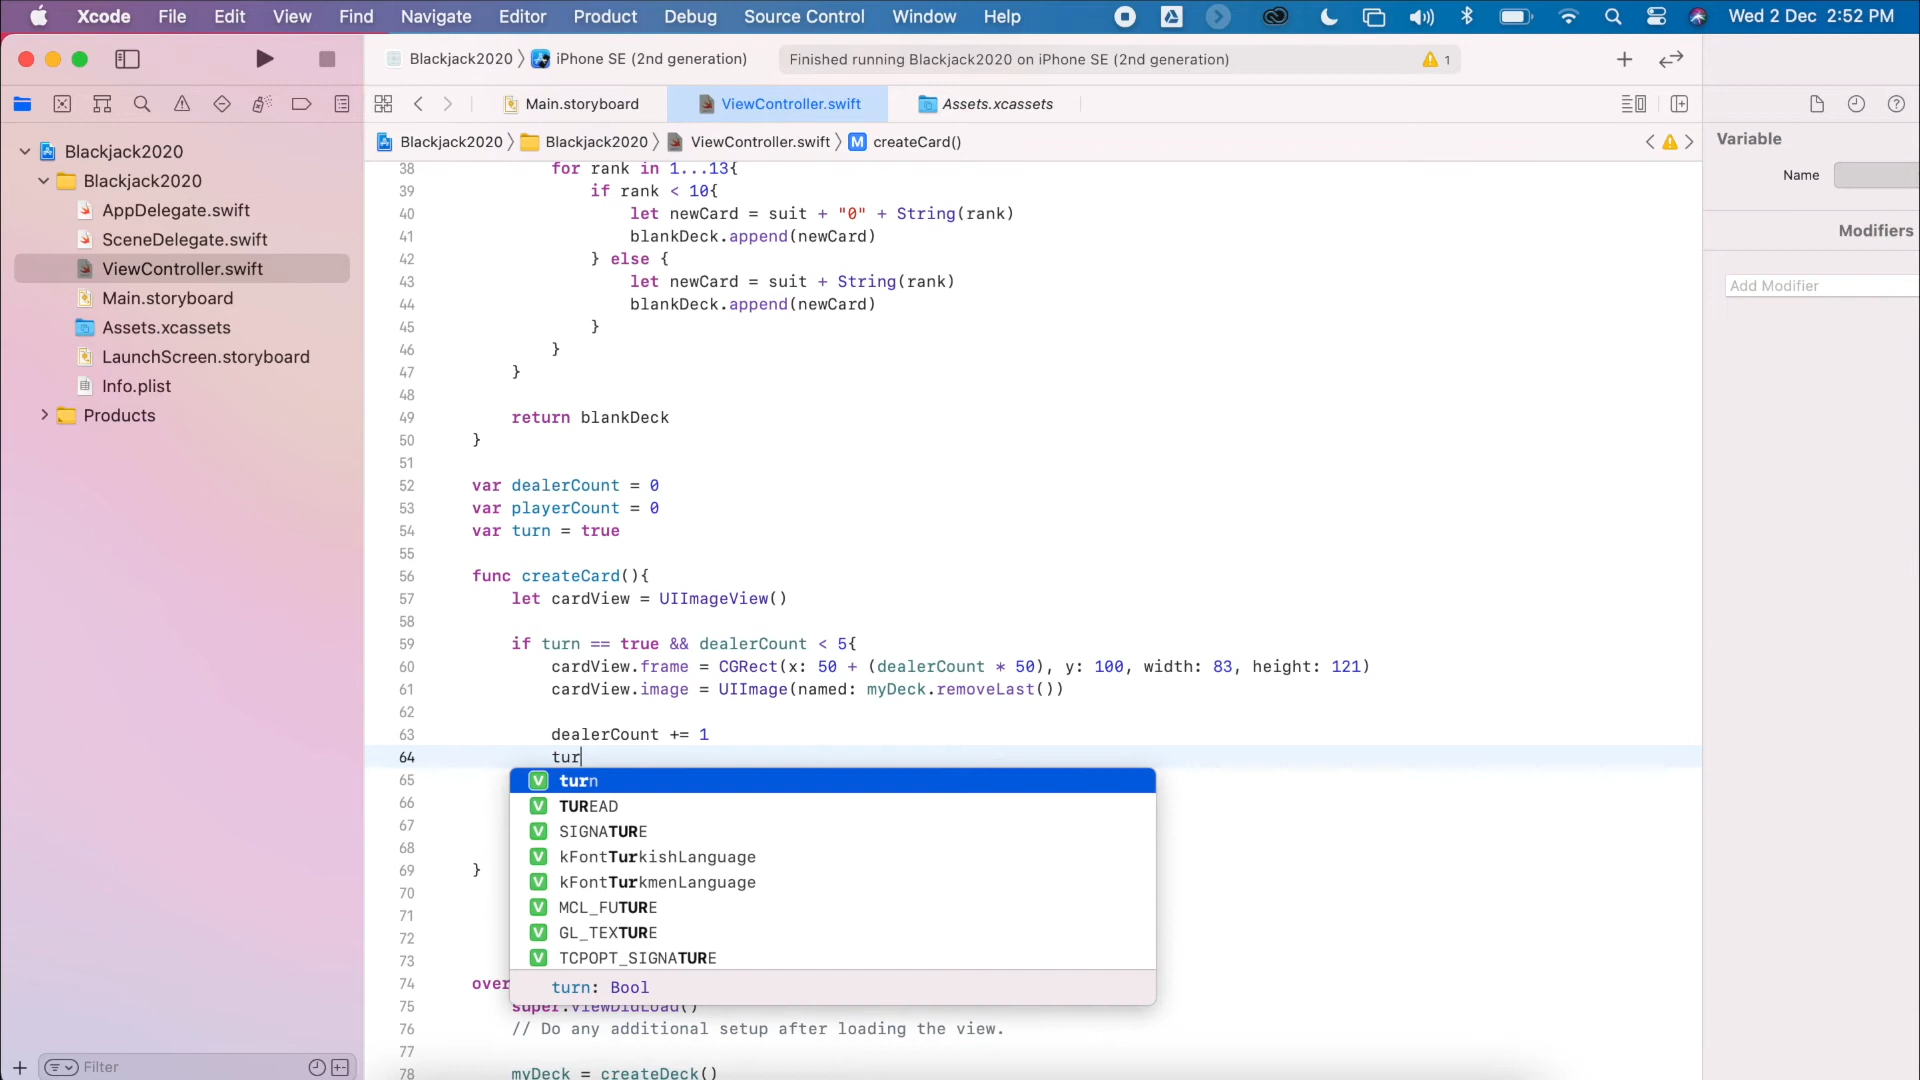 Xcode File Edit View Find Navigate Editor Product Debug Source Control Window Help Wed 2 Dec 2:52 PM
Blackjack2020 iPhone SE (2nd generation) Finished running Blackjack2020 on iPhone SE (2nd generation) 1
Main.storyboard ViewController.swift Assets.xcassets
Blackjack2020 Blackjack2020 ViewController.swift M createCard()
Variable
Name
Modifiers
Add Modifier
Blackjack2020
Blackjack2020
AppDelegate.swift
SceneDelegate.swift
ViewController.swift
Main.storyboard
Assets.xcassets
LaunchScreen.storyboard
Info.plist
Products
Filter
38 for rank in 1...13{
39 if rank < 10{
40 let newCard = suit + "0" + String(rank)
41 blankDeck.append(newCard)
42 } else {
43 let newCard = suit + String(rank)
44 blankDeck.append(newCard)
45 }
46 }
47 }
48
49 return blankDeck
50 }
51
52 var dealerCount = 0
53 var playerCount = 0
54 var turn = true
55
56 func createCard(){
57 let cardView = UIImageView()
58
59 if turn == true && dealerCount < 5{
60 cardView.frame = CGRect(x: 50 + (dealerCount * 50), y: 100, width: 83, height: 121)
61 cardView.image = UIImage(named: myDeck.removeLast())
62
63 dealerCount += 1
64 tur
65
66
67
68
69 }
70
71
72
73
74 over
75 super.viewDidLoad()
76 // Do any additional setup after loading the view.
77
78 myDeck = createDeck()
V turn
V TUREAD
V SIGNATURE
V kFontTurkishLanguage
V kFontTurkmenLanguage
V MCL_FUTURE
V GL_TEXTURE
V TCPOPT_SIGNATURE
turn: Bool